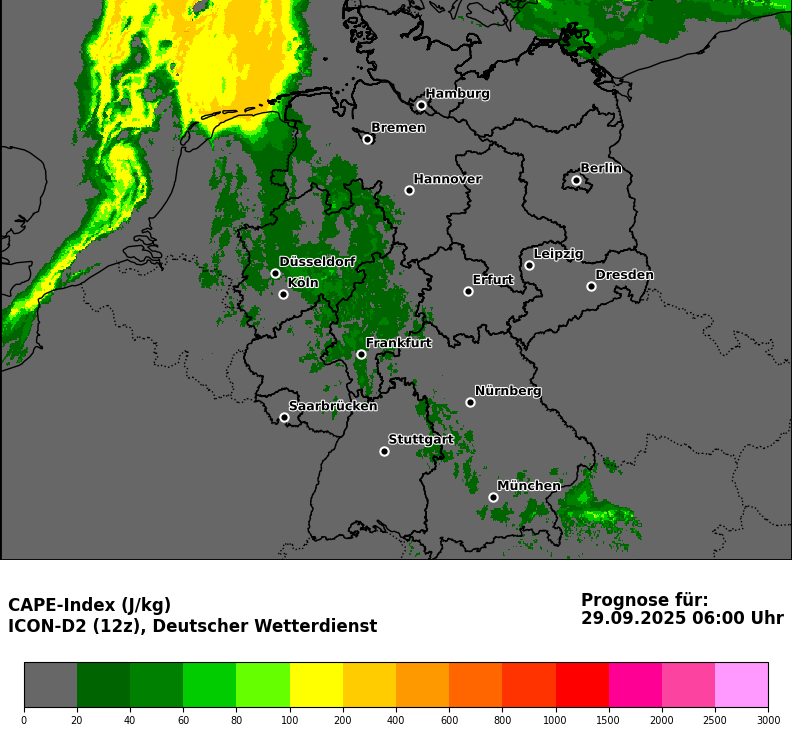 Hamburg
Bremen
Hannover
Berlin
Düsseldorf
Köln
Leipzig
Erfurt
Dresden
Frankfurt
Nürnberg
Saarbrücken
Stuttgart
München
CAPE-Index (J/kg)
ICON-D2 (12z), Deutscher Wetterdienst
Prognose für:
29.09.2025 06:00 Uhr
0 20 40 60 80 100 200 400 600 800 1000 1500 2000 2500 3000